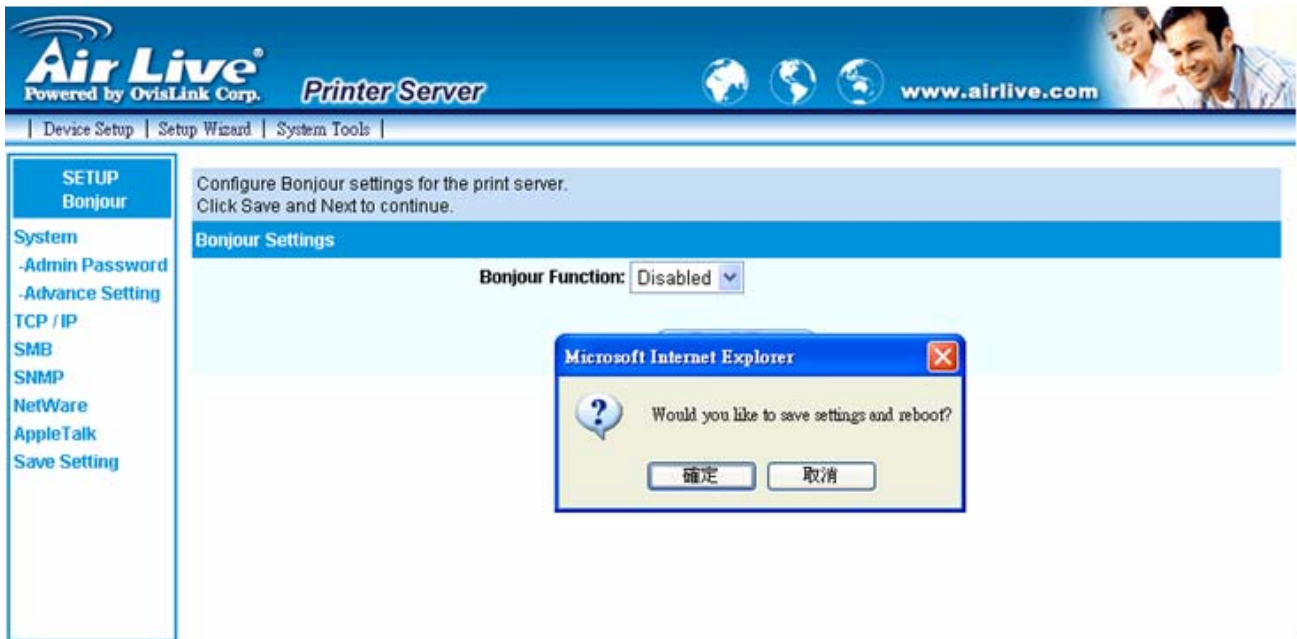 Air Live®
Powered by OvisLink Corp.
Printer Server
www.airlive.com
| Device Setup | Setup Wizard | System Tools |
SETUP
Bonjour
System
-Admin Password
-Advance Setting
TCP / IP
SMB
SNMP
NetWare
AppleTalk
Save Setting
Configure Bonjour settings for the print server.
Click Save and Next to continue.
Bonjour Settings
Bonjour Function: Disabled
Microsoft Internet Explorer
Would you like to save settings and reboot?
確定
取消